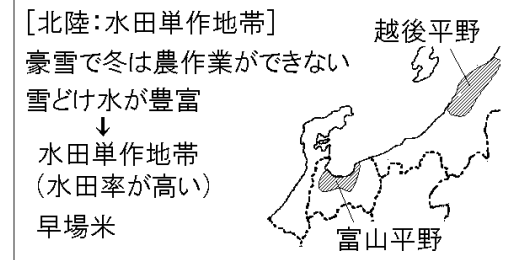 [北陸:水田単作地帯]
豪雪で冬は農作業ができない
雪どけ水が豊富
↓
水田単作地帯
(水田率が高い)
早場米
越後平野
富山平野